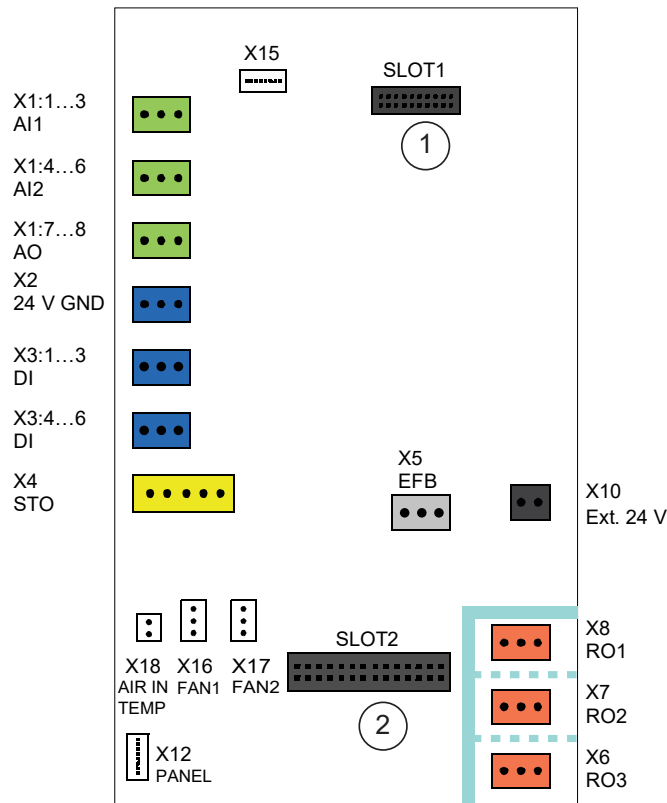 X15
SLOT1
1
X1:1…3
AI1
X1:4…6
AI2
X1:7…8
AO
X2
24 V GND
X3:1…3
DI
X3:4…6
DI
X4
STO
X5
EFB
X10
Ext. 24 V
X18
AIR IN
TEMP
X16
FAN1
X17
FAN2
SLOT2
2
X8
RO1
X7
RO2
X6
RO3
X12
PANEL